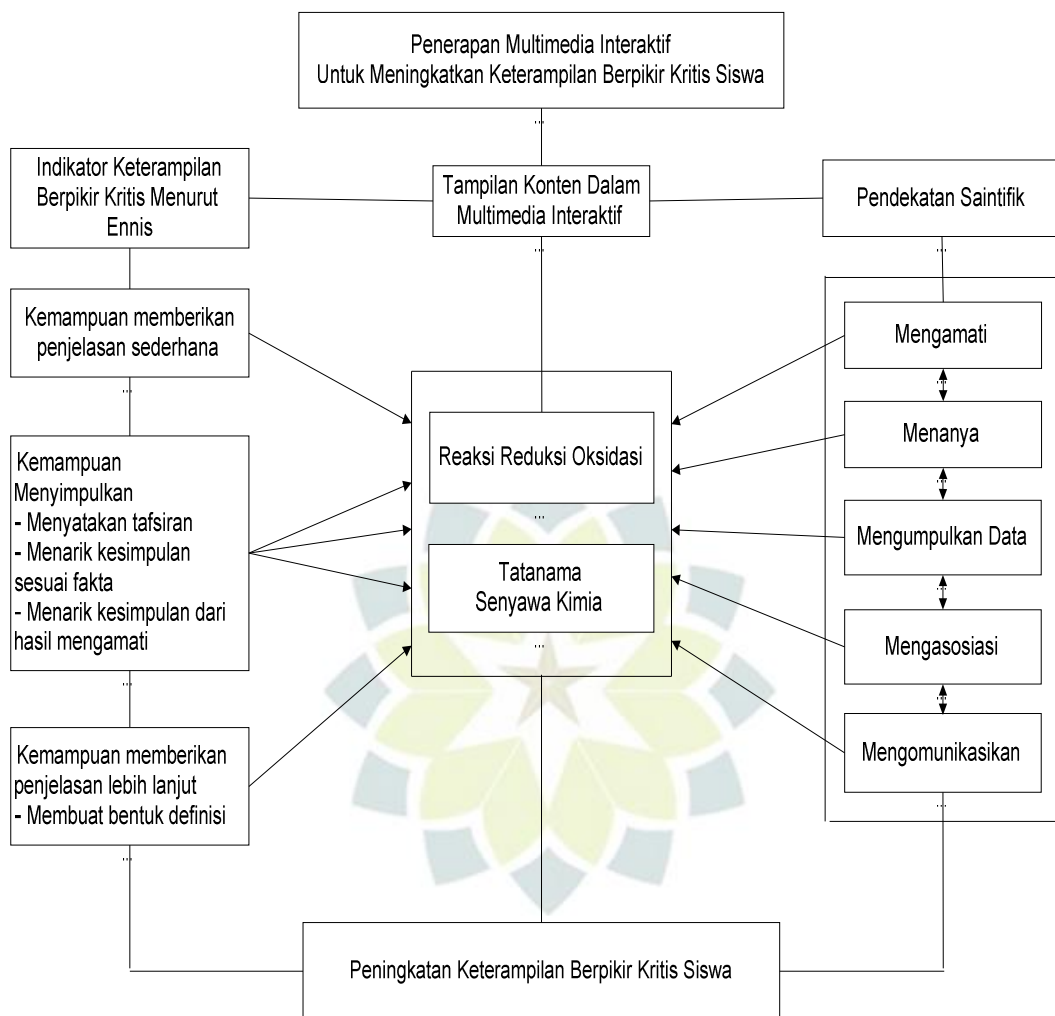 Penerapan Multimedia Interaktif
Untuk Meningkatkan Keterampilan Berpikir Kritis Siswa
...
Indikator Keterampilan
Berpikir Kritis Menurut
Ennis
Tampilan Konten Dalam
Multimedia Interaktif
Pendekatan Saintifik
...
Kemampuan memberikan
penjelasan sederhana
...
Kemampuan
Menyimpulkan
- Menyatakan tafsiran
- Menarik kesimpulan
sesuai fakta
- Menarik kesimpulan dari
hasil mengamati
...
Kemampuan memberikan
penjelasan lebih lanjut
- Membuat bentuk definisi
...
Reaksi Reduksi Oksidasi
...
Tatanama
Senyawa Kimia
...
Mengamati
...
Menanya
...
Mengumpulkan Data
...
Mengasosiasi
...
Mengomunikasikan
...
Peningkatan Keterampilan Berpikir Kritis Siswa